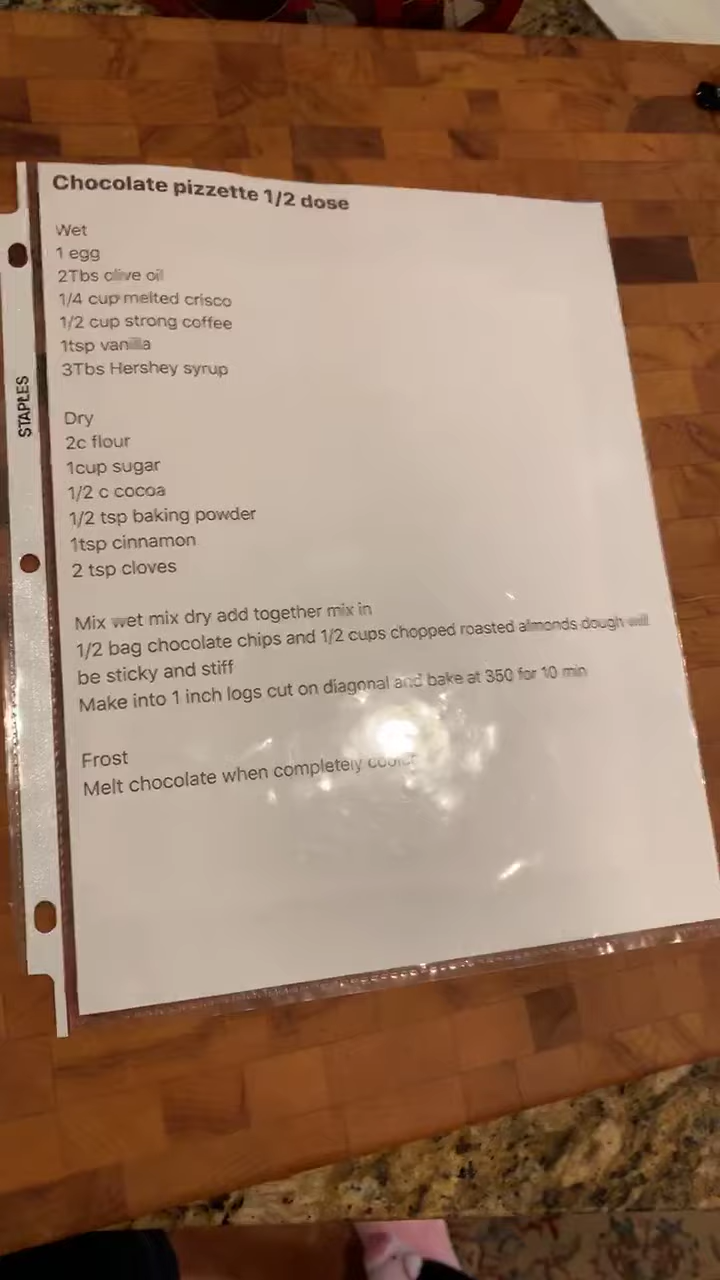 Chocolate pizzette 1/2 dose
Wet
1 egg
2Tbs olive oil
1/4 cup melted crisco
1/2 cup strong coffee
1tsp vanilla
3Tbs Hershey syrup
Dry
2c flour
1cup sugar
1/2 c cocoa
1/2 tsp baking powder
1tsp cinnamon
2 tsp cloves
Mix wet mix dry add together mix in
1/2 bag chocolate chips and 1/2 cups chopped roasted almonds dough will
be sticky and stiff
Make into 1 inch logs cut on diagonal and bake at 350 for 10 min
Frost
Melt chocolate when completely
STAPLES